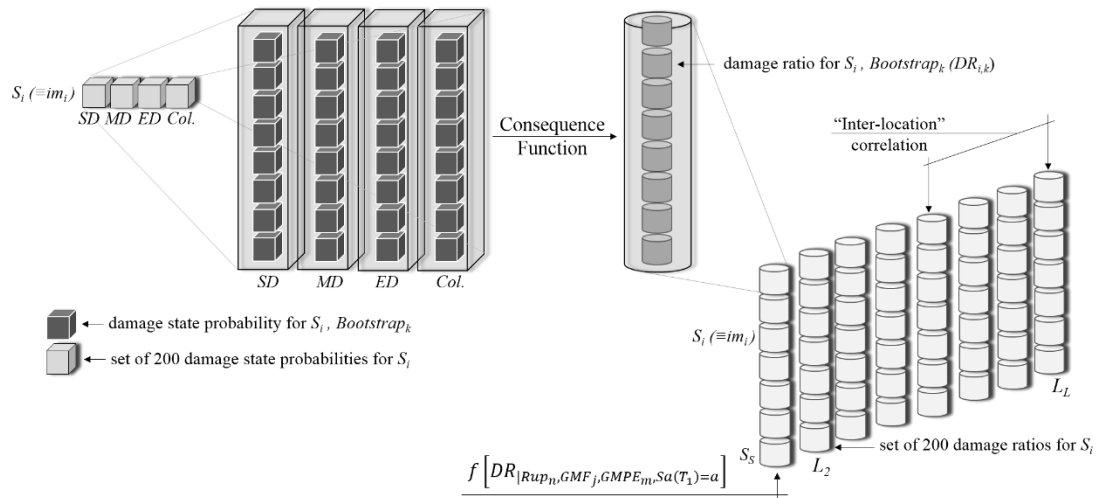 S_i (≡im_i)
SD MD ED Col.
SD MD ED Col.
Consequence
Function
damage ratio for S_i , Bootstrap_k (DR_{i,k})
“Inter-location”
correlation
damage state probability for S_i , Bootstrap_k
set of 200 damage state probabilities for S_i
S_i (≡im_i)
L_L
S_S
L_2
set of 200 damage ratios for S_i
f [DR_{|Rup_n,GMF_j,GMPE_m,Sa(T_1)=a}]